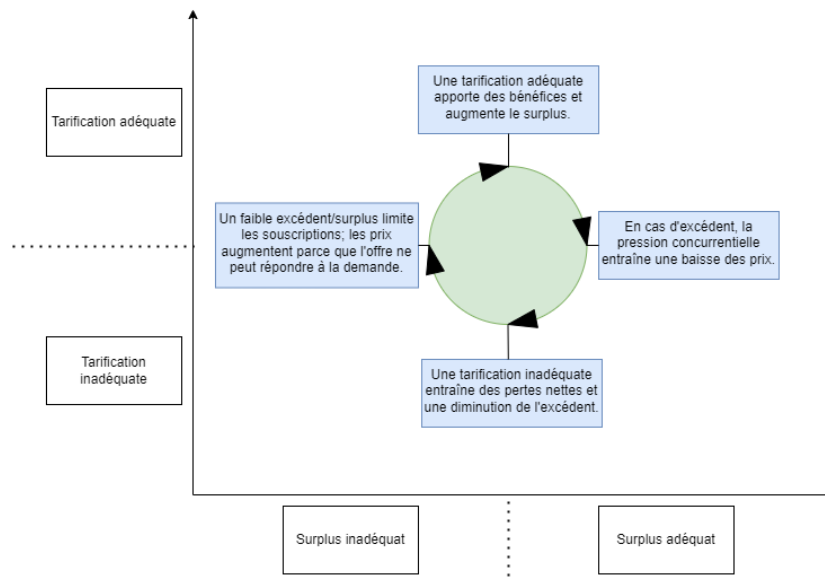 Une tarification adéquate
apporte des bénéfices et
augmente le surplus.
Tarification adéquate
Un faible excédent/surplus limite
les souscriptions; les prix
augmentent parce que l'offre ne
peut répondre à la demande.
En cas d'excédent, la
pression concurrentielle
entraîne une baisse des prix.
Tarification
inadéquate
Une tarification inadéquate
entraîne des pertes nettes et
une diminution de l'excédent.
Surplus inadéquat
Surplus adéquat